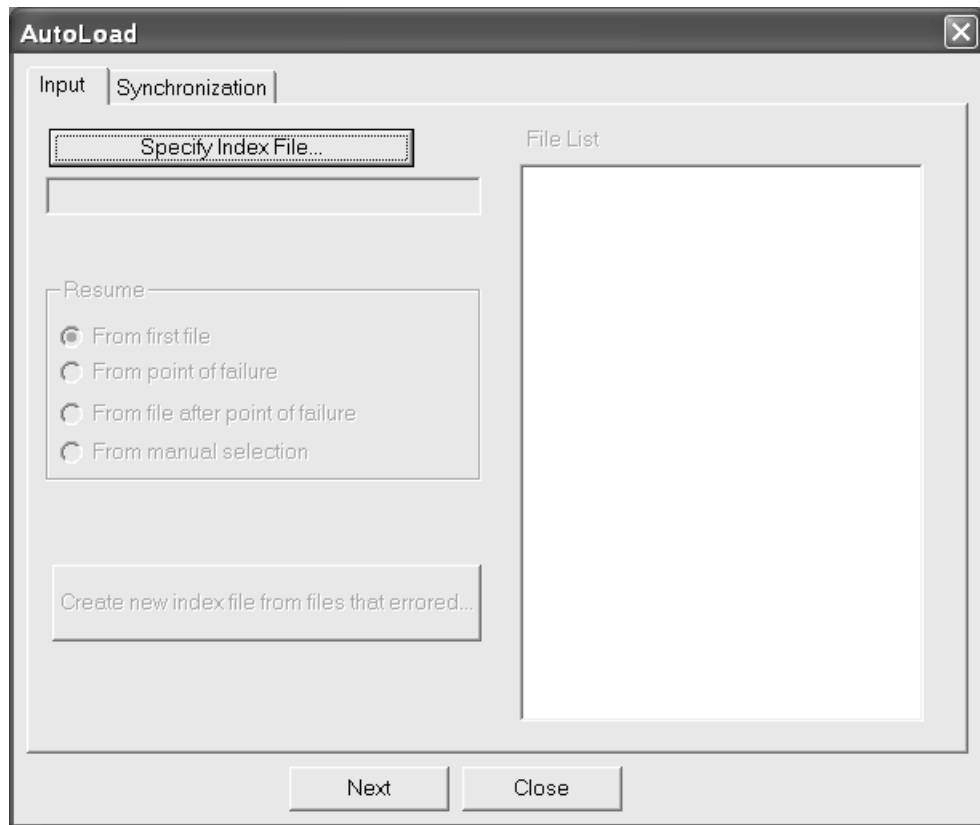 AutoLoad
Input
Synchronization
Specify Index File...
File List
Resume
From first file
From point of failure
From file after point of failure
From manual selection
Create new index file from files that errored...
Next
Close